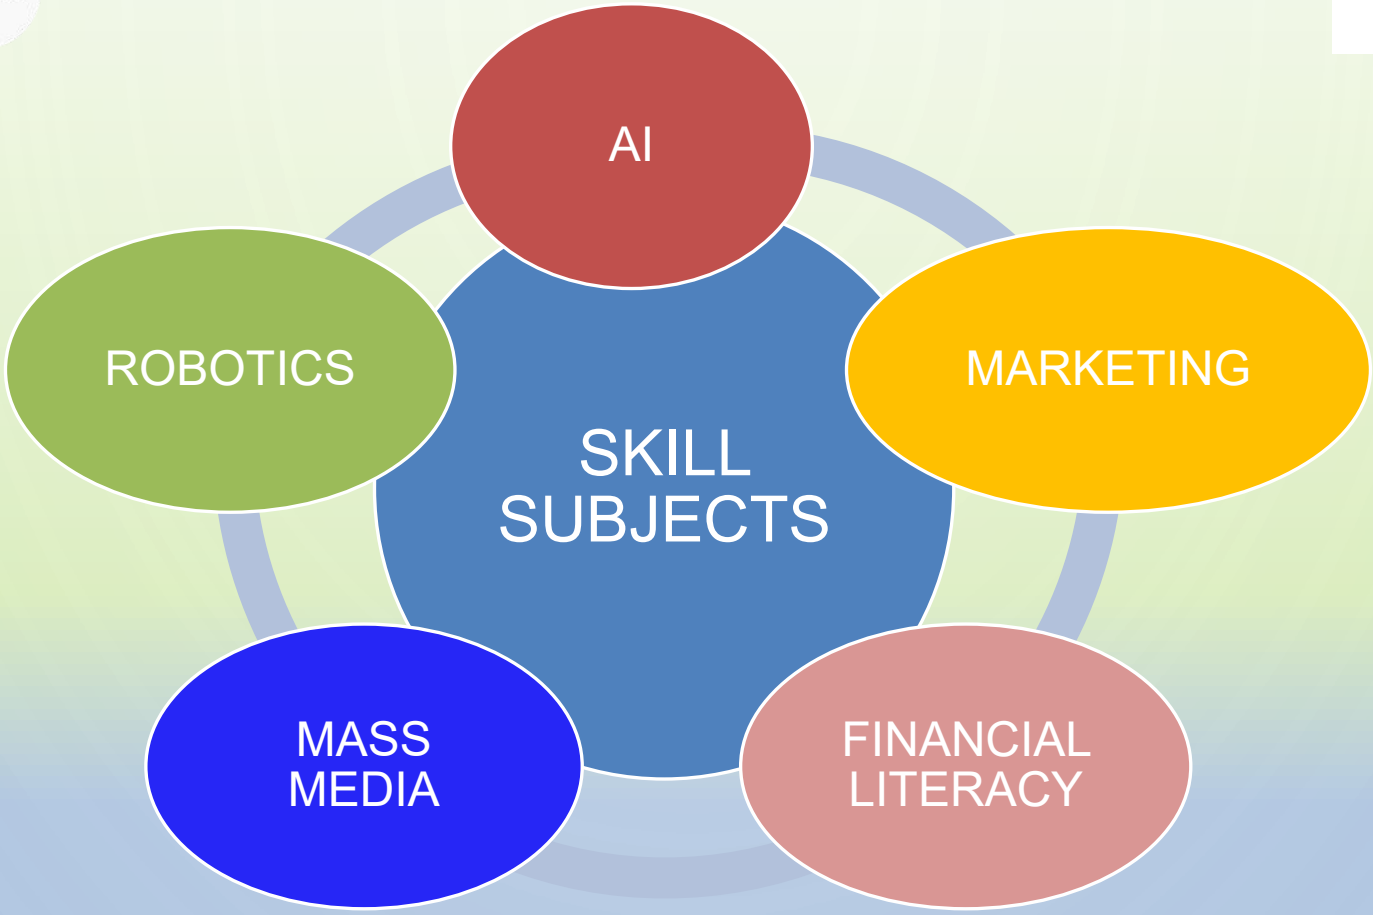 AI
ROBOTICS
MARKETING
SKILL
SUBJECTS
MASS
MEDIA
FINANCIAL
LITERACY